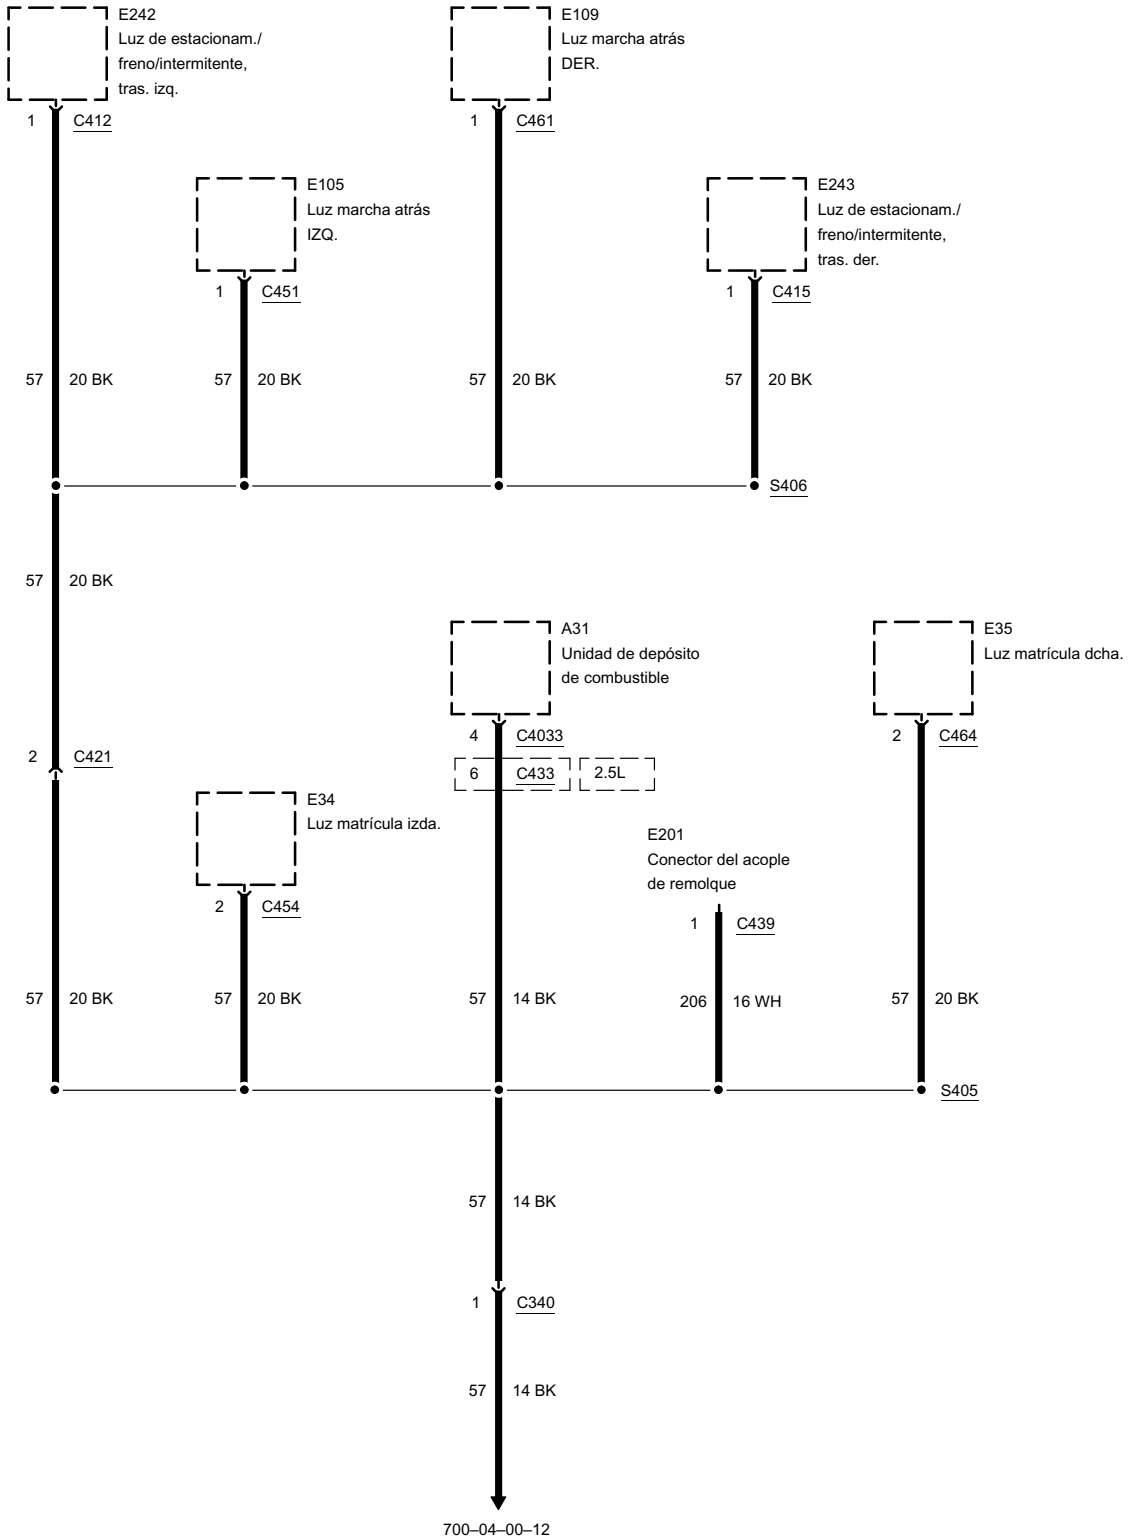 E242
Luz de estacionam./
freno/intermitente,
tras. izq.
1 C412
E109
Luz marcha atrás
DER.
1 C461
E105
Luz marcha atrás
IZQ.
1 C451
E243
Luz de estacionam./
freno/intermitente,
tras. der.
1 C415
57 20 BK
57 20 BK
57 20 BK
57 20 BK
S406
57 20 BK
A31
Unidad de depósito
de combustible
4 C4033
6 C433
2.5L
E35
Luz matrícula dcha.
2 C464
2 C421
E34
Luz matrícula izda.
2 C454
E201
Conector del acople
de remolque
1 C439
57 20 BK
57 20 BK
57 14 BK
206 16 WH
57 20 BK
S405
57 14 BK
1 C340
57 14 BK
700–04–00–12